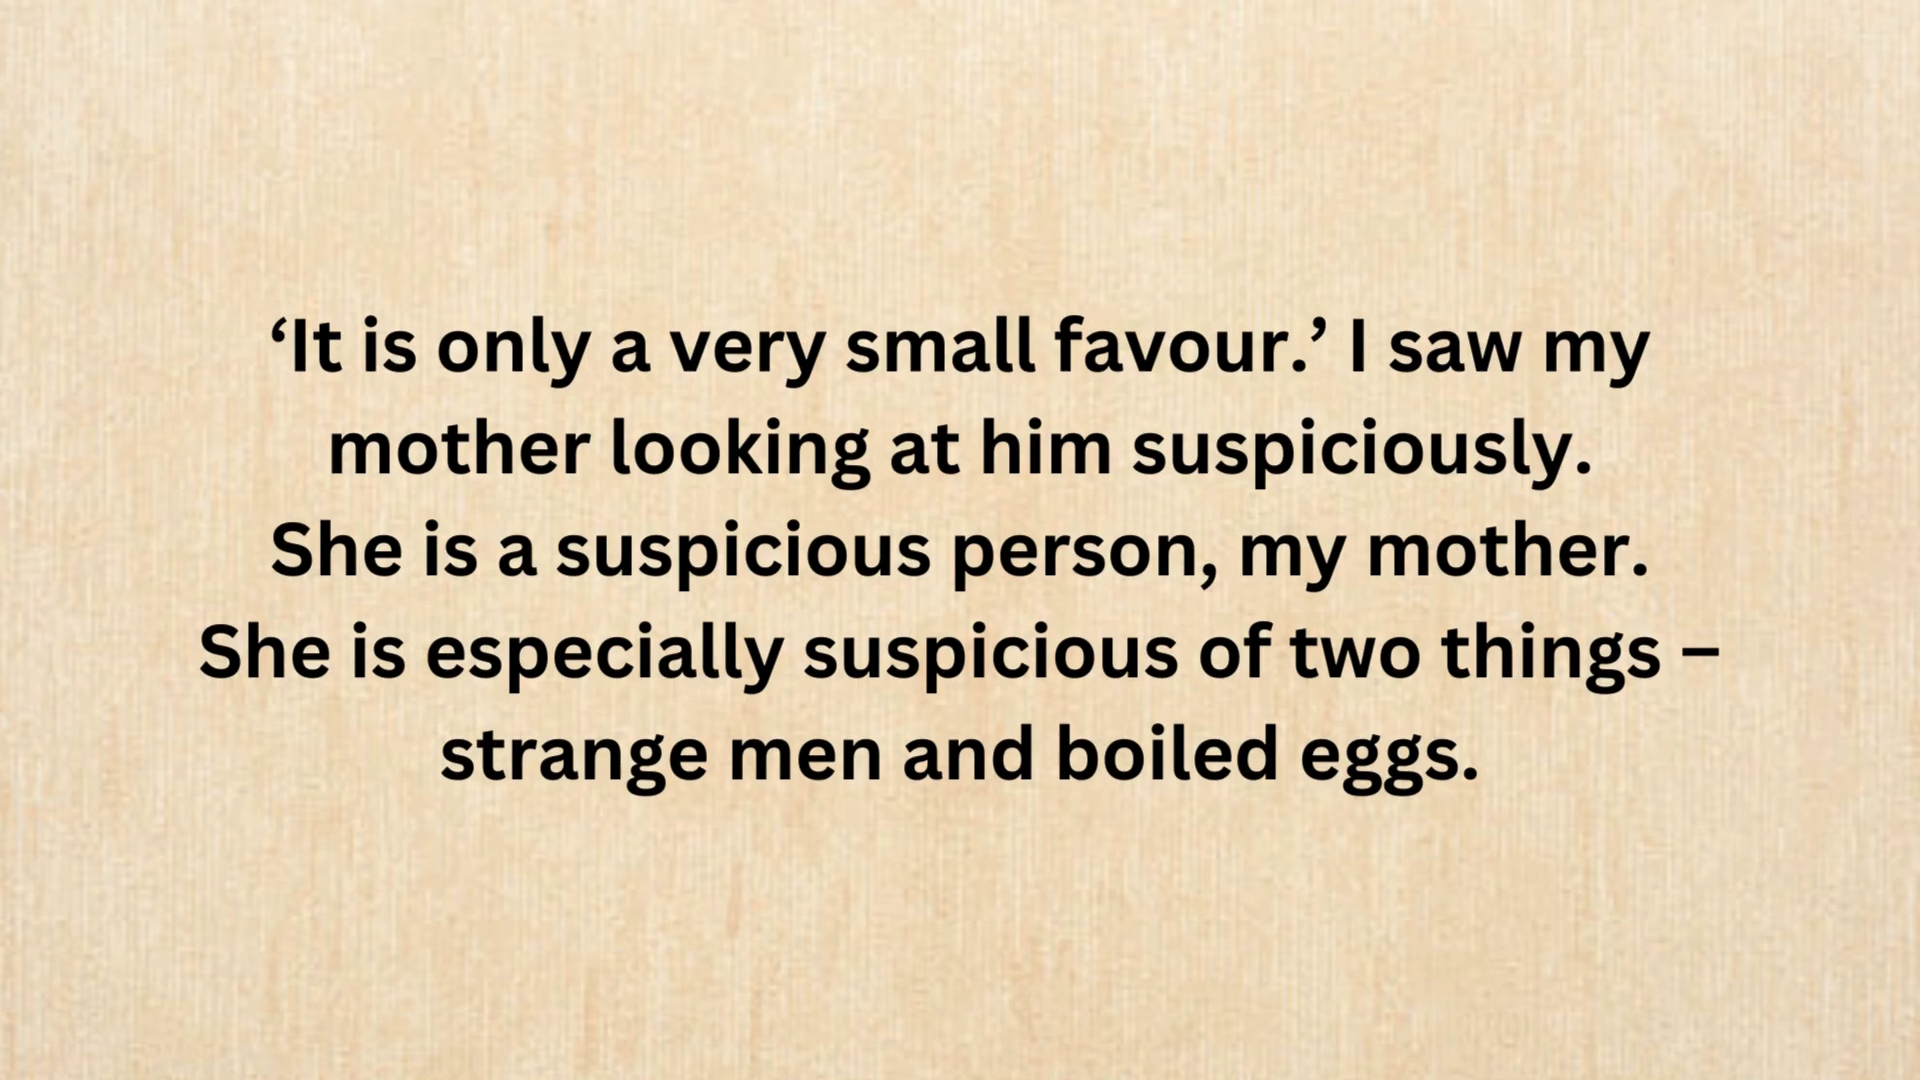 ‘It is only a very small favour.’ I saw my
mother looking at him suspiciously.
She is a suspicious person, my mother.
She is especially suspicious of two things –
strange men and boiled eggs.